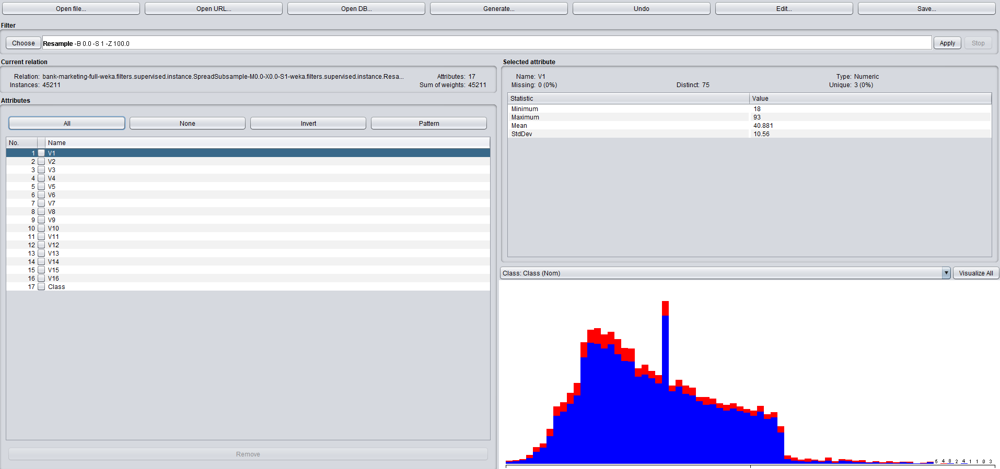 Open file... Open URL... Open DB... Generate... Undo Edit... Save...
Filter
Choose Resample -B 0.0 -S 1 -Z 100.0 Apply Stop
Current relation
Relation: bank-marketing-full-weka.filters.supervised.instance.SpreadSubsample-M0.0-X0.0-S1-weka.filters.supervised.instance.Resa... Attributes: 17
Instances: 45211 Sum of weights: 45211
Attributes
All None Invert Pattern
No. Name
1 V1
2 V2
3 V3
4 V4
5 V5
6 V6
7 V7
8 V8
9 V9
10 V10
11 V11
12 V12
13 V13
14 V14
15 V15
16 V16
17 Class
Remove
Selected attribute
Name: V1 Type: Numeric
Missing: 0 (0%) Distinct: 75 Unique: 3 (0%)
Statistic Value
Minimum 18
Maximum 93
Mean 40.881
StdDev 10.56
Class: Class (Nom) Visualize All
5 4 8 2 4 1 1 0 3